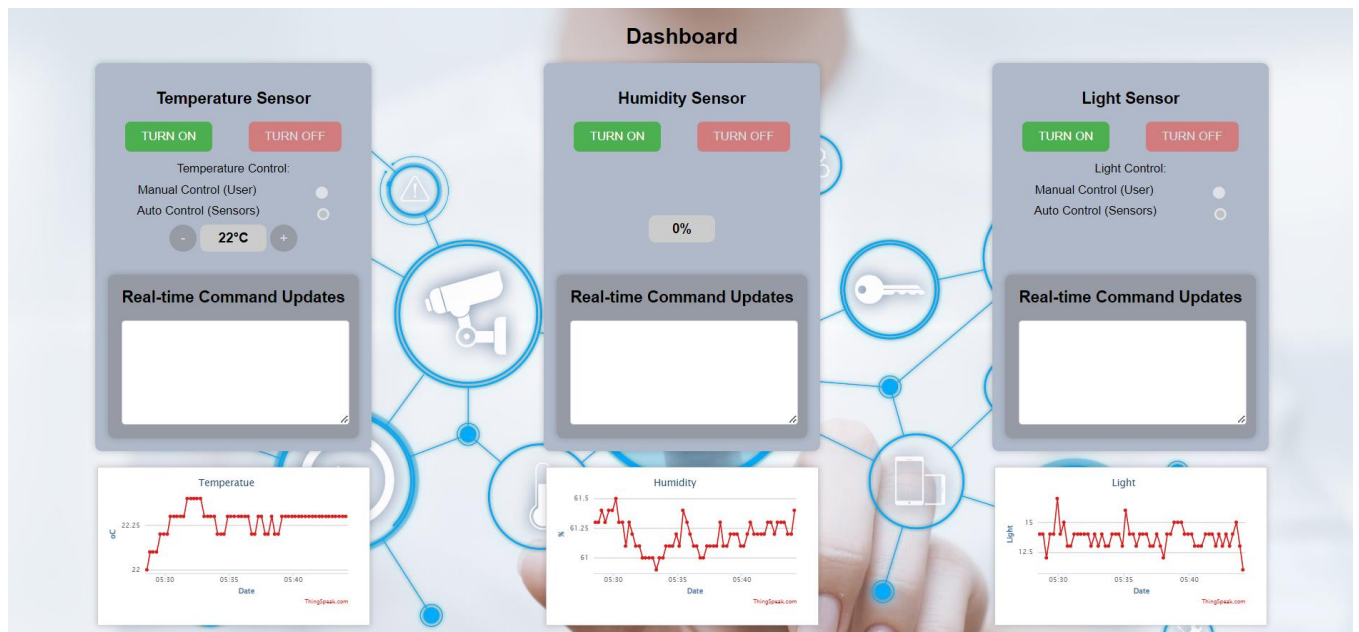 Dashboard
Temperature Sensor
TURN ON TURN OFF
Temperature Control:
Manual Control (User)
Auto Control (Sensors)
- 22°C +
Real-time Command Updates
Temperatue
22.25
22
oC
05:30 05:35 05:40
Date
ThingSpeak.com
Humidity Sensor
TURN ON TURN OFF
0%
Real-time Command Updates
Humidity
61.5
61.25
61
%
05:30 05:35 05:40
Date
ThingSpeak.com
Light Sensor
TURN ON TURN OFF
Light Control:
Manual Control (User)
Auto Control (Sensors)
Real-time Command Updates
Light
15
12.5
Light
05:30 05:35 05:40
Date
ThingSpeak.com